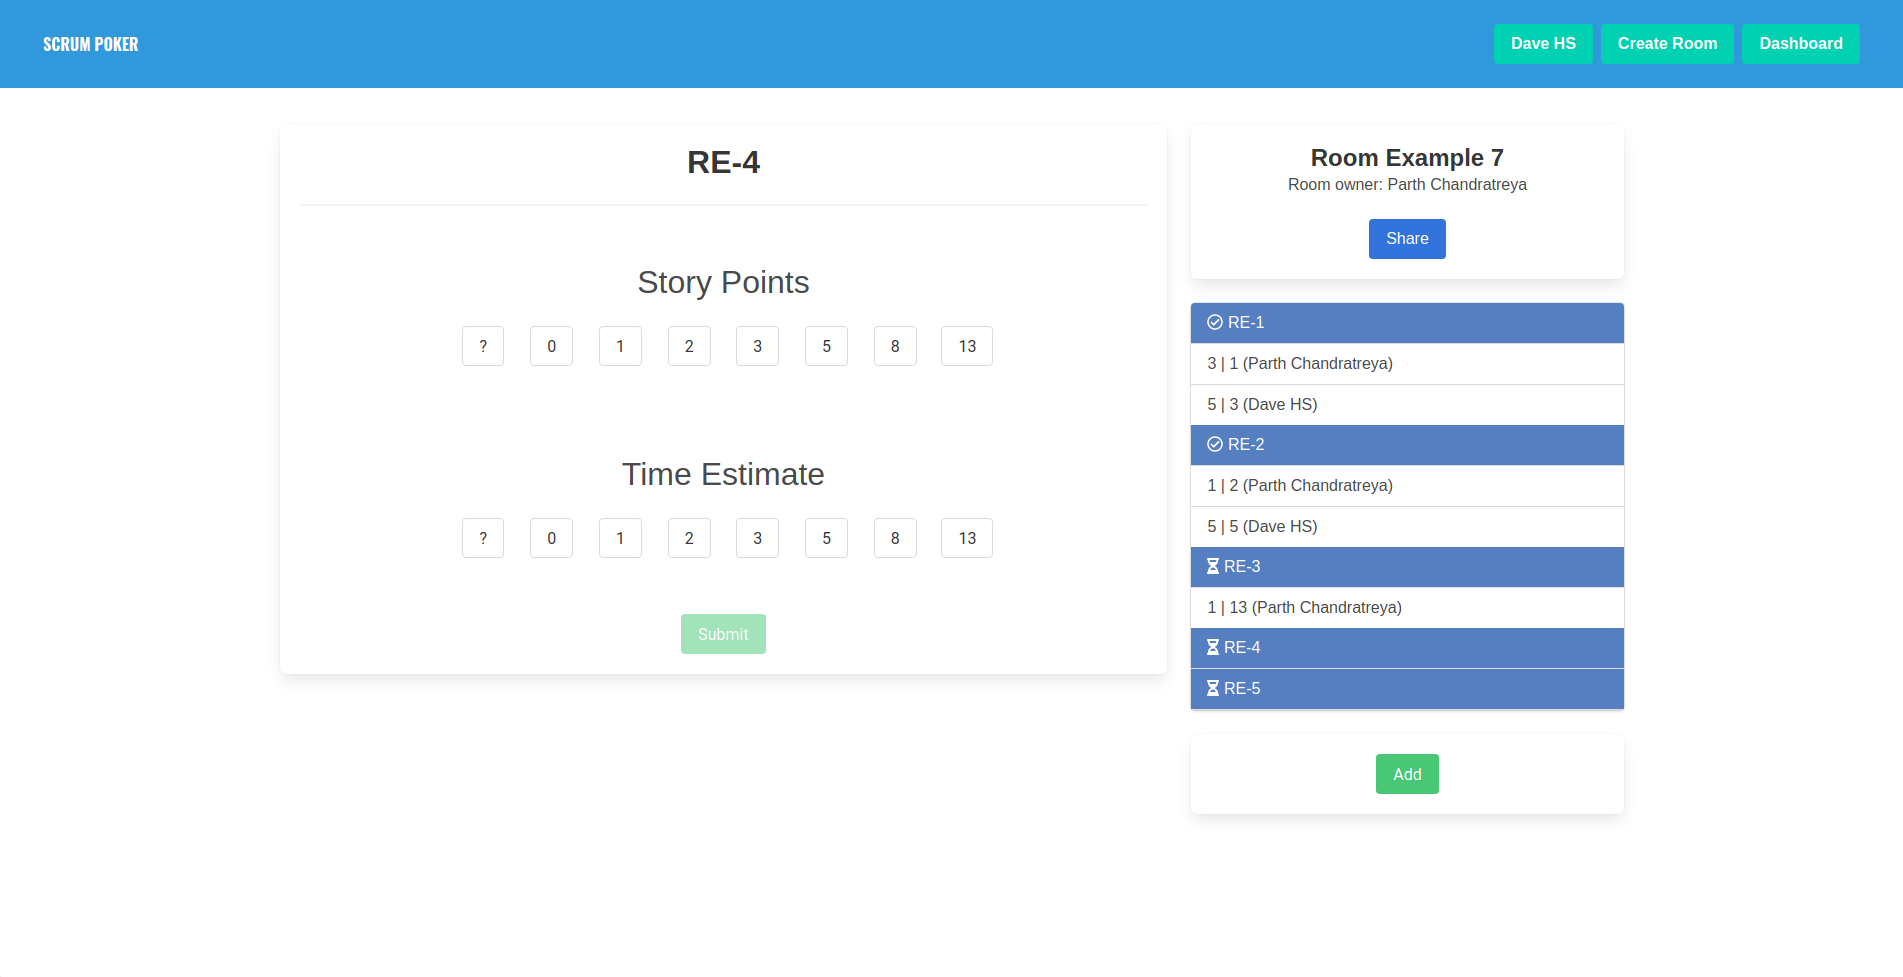 SCRUM POKER
Dave HS
Create Room
Dashboard
RE-4
Story Points
? 0 1 2 3 5 8 13
Time Estimate
? 0 1 2 3 5 8 13
Submit
Room Example 7
Room owner: Parth Chandratreya
Share
RE-1
3 | 1 (Parth Chandratreya)
5 | 3 (Dave HS)
RE-2
1 | 2 (Parth Chandratreya)
5 | 5 (Dave HS)
RE-3
1 | 13 (Parth Chandratreya)
RE-4
RE-5
Add